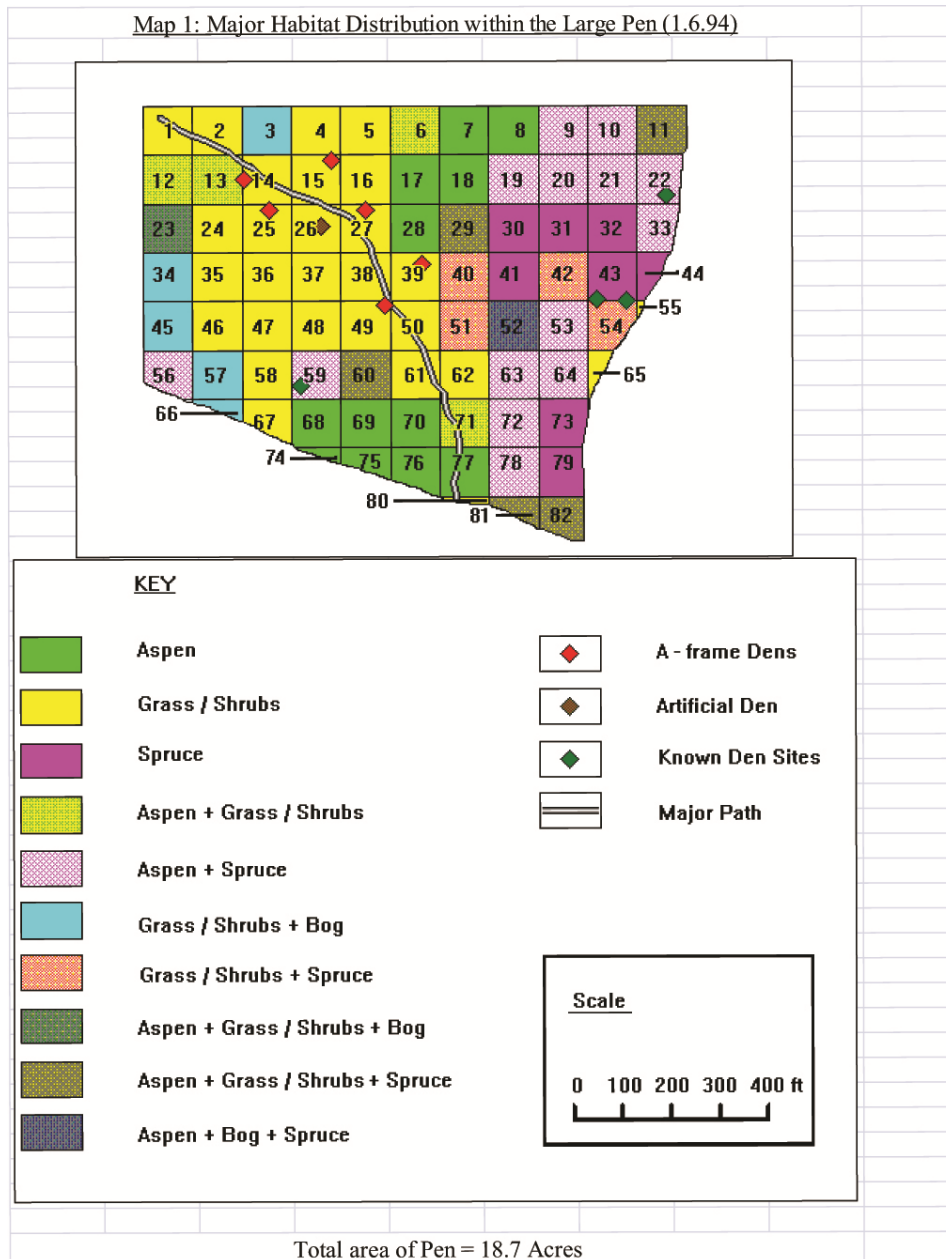 Map 1: Major Habitat Distribution within the Large Pen (1.6.94)
1 2 3 4 5 6 7 8 9 10 11
12 13 14 15 16 17 18 19 20 21 22
23 24 25 26 27 28 29 30 31 32 33
34 35 36 37 38 39 40 41 42 43 44
45 46 47 48 49 50 51 52 53 54 55
56 57 58 59 60 61 62 63 64 65
66 67 68 69 70 71 72 73
74 75 76 77 78 79
80 81 82
KEY
Aspen
Grass / Shrubs
Spruce
Aspen + Grass / Shrubs
Aspen + Spruce
Grass / Shrubs + Bog
Grass / Shrubs + Spruce
Aspen + Grass / Shrubs + Bog
Aspen + Grass / Shrubs + Spruce
Aspen + Bog + Spruce
A - frame Dens
Artificial Den
Known Den Sites
Major Path
Scale
0 100 200 300 400 ft
Total area of Pen = 18.7 Acres